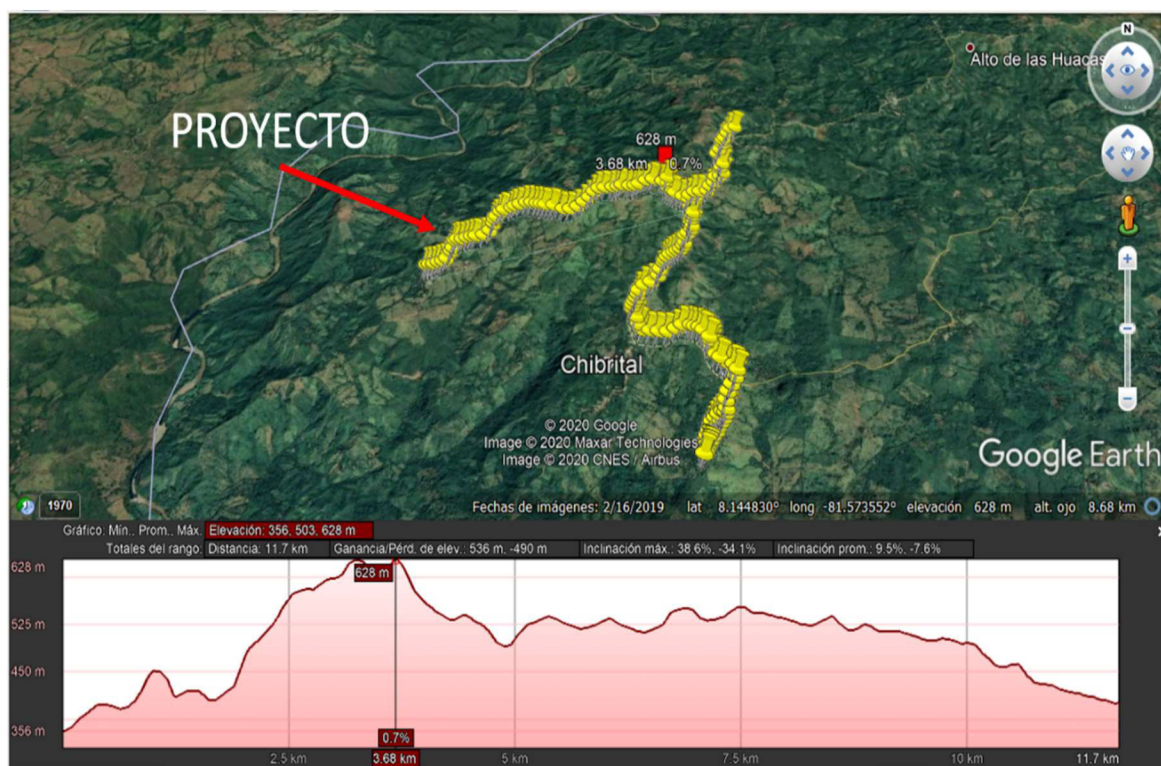 N
Alto de las Huacas
PROYECTO
628 m
3.68 km 0.7%
Chibrital
© 2020 Google
Image © 2020 Maxar Technologies
Image © 2020 CNES / Airbus
Google Earth
1970
Fechas de imágenes: 2/16/2019 lat 8.144830° long -81.573552° elevación 628 m alt. ojo 8.68 km
Gráfico: Mín., Prom., Máx. Elevación: 356, 503, 628 m
Totales del rango: Distancia: 11.7 km Ganancia/Pérd. de elev.: 536 m, -490 m Inclinación máx.: 38.6%, -34.1% Inclinación prom.: 9.5%, -7.6%
628 m
628 m
525 m
450 m
356 m
0.7%
2.5 km 3.68 km 5 km 7.5 km 10 km 11.7 km